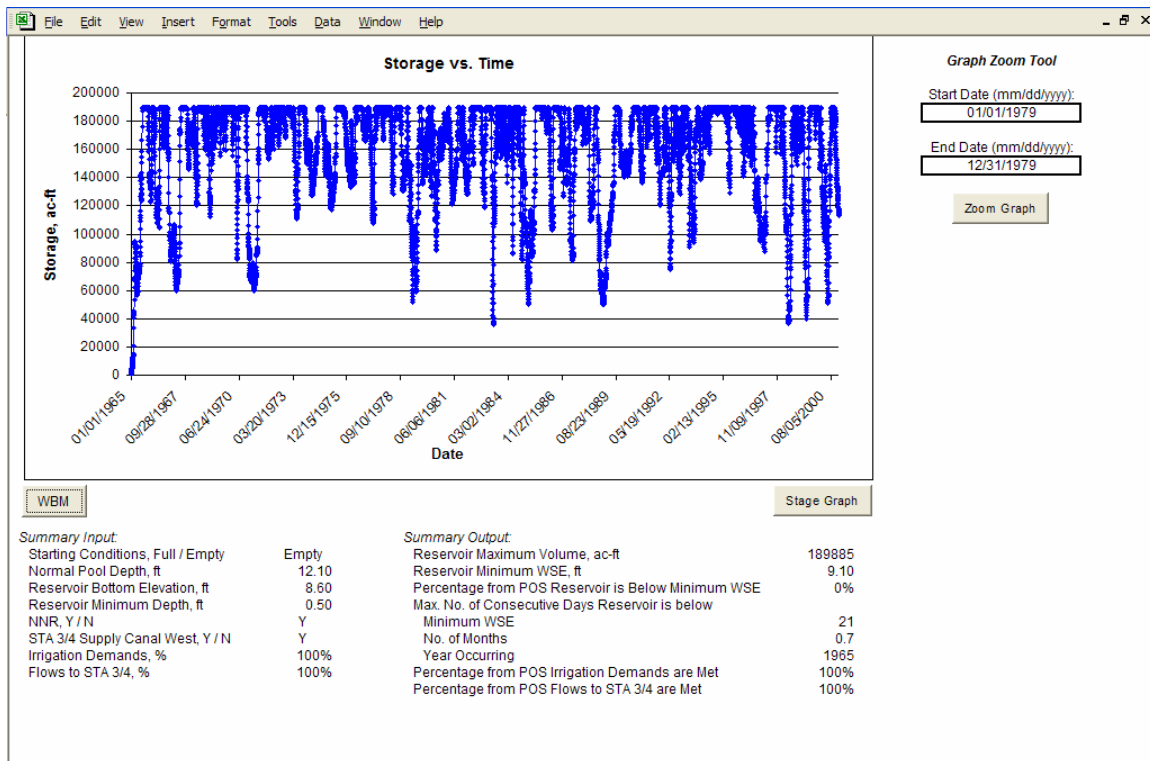 File Edit View Insert Format Tools Data Window Help
Storage vs. Time
Graph Zoom Tool
Start Date (mm/dd/yyyy):
01/01/1979
End Date (mm/dd/yyyy):
12/31/1979
Zoom Graph
Storage, ac-ft
200000
180000
160000
140000
120000
100000
80000
60000
40000
20000
0
01/01/1965
09/28/1967
06/24/1970
03/20/1973
12/15/1975
09/10/1978
06/06/1981
03/02/1984
11/27/1986
08/23/1989
05/19/1992
02/13/1995
11/09/1997
08/05/2000
Date
WBM
Stage Graph
Summary Input:
Starting Conditions, Full / Empty Empty
Normal Pool Depth, ft 12.10
Reservoir Bottom Elevation, ft 8.60
Reservoir Minimum Depth, ft 0.50
NNR, Y / N Y
STA 3/4 Supply Canal West, Y / N Y
Irrigation Demands, % 100%
Flows to STA 3/4, % 100%
Summary Output:
Reservoir Maximum Volume, ac-ft 189885
Reservoir Minimum WSE, ft 9.10
Percentage from POS Reservoir is Below Minimum WSE 0%
Max. No. of Consecutive Days Reservoir is below
Minimum WSE 21
No. of Months 0.7
Year Occurring 1965
Percentage from POS Irrigation Demands are Met 100%
Percentage from POS Flows to STA 3/4 are Met 100%